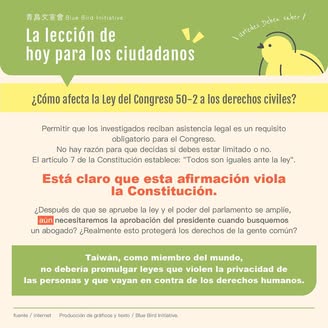 青鳥文宣會 Blue Bird Initiative
¡ ustedes deben saber !
La lección de
hoy para los ciudadanos
¿Cómo afecta la Ley del Congreso 50-2 a los derechos civiles?
Permitir que los investigados reciban asistencia legal es un requisito
obligatorio para el Congreso.
No hay razón para que decidas si debes estar limitado o no.
El artículo 7 de la Constitución establece: "Todos son iguales ante la ley".
Está claro que esta afirmación viola
la Constitución.
¿Después de que se apruebe la ley y el poder del parlamento se amplíe,
aún necesitaremos la aprobación del presidente cuando busquemos
un abogado? ¿Realmente esto protegerá los derechos de la gente común?
Taiwán, como miembro del mundo,
no debería promulgar leyes que violen la privacidad de
las personas y que vayan en contra de los derechos humanos.
fuente / internet Producción de gráficos y texto / Blue Bird Initiative.